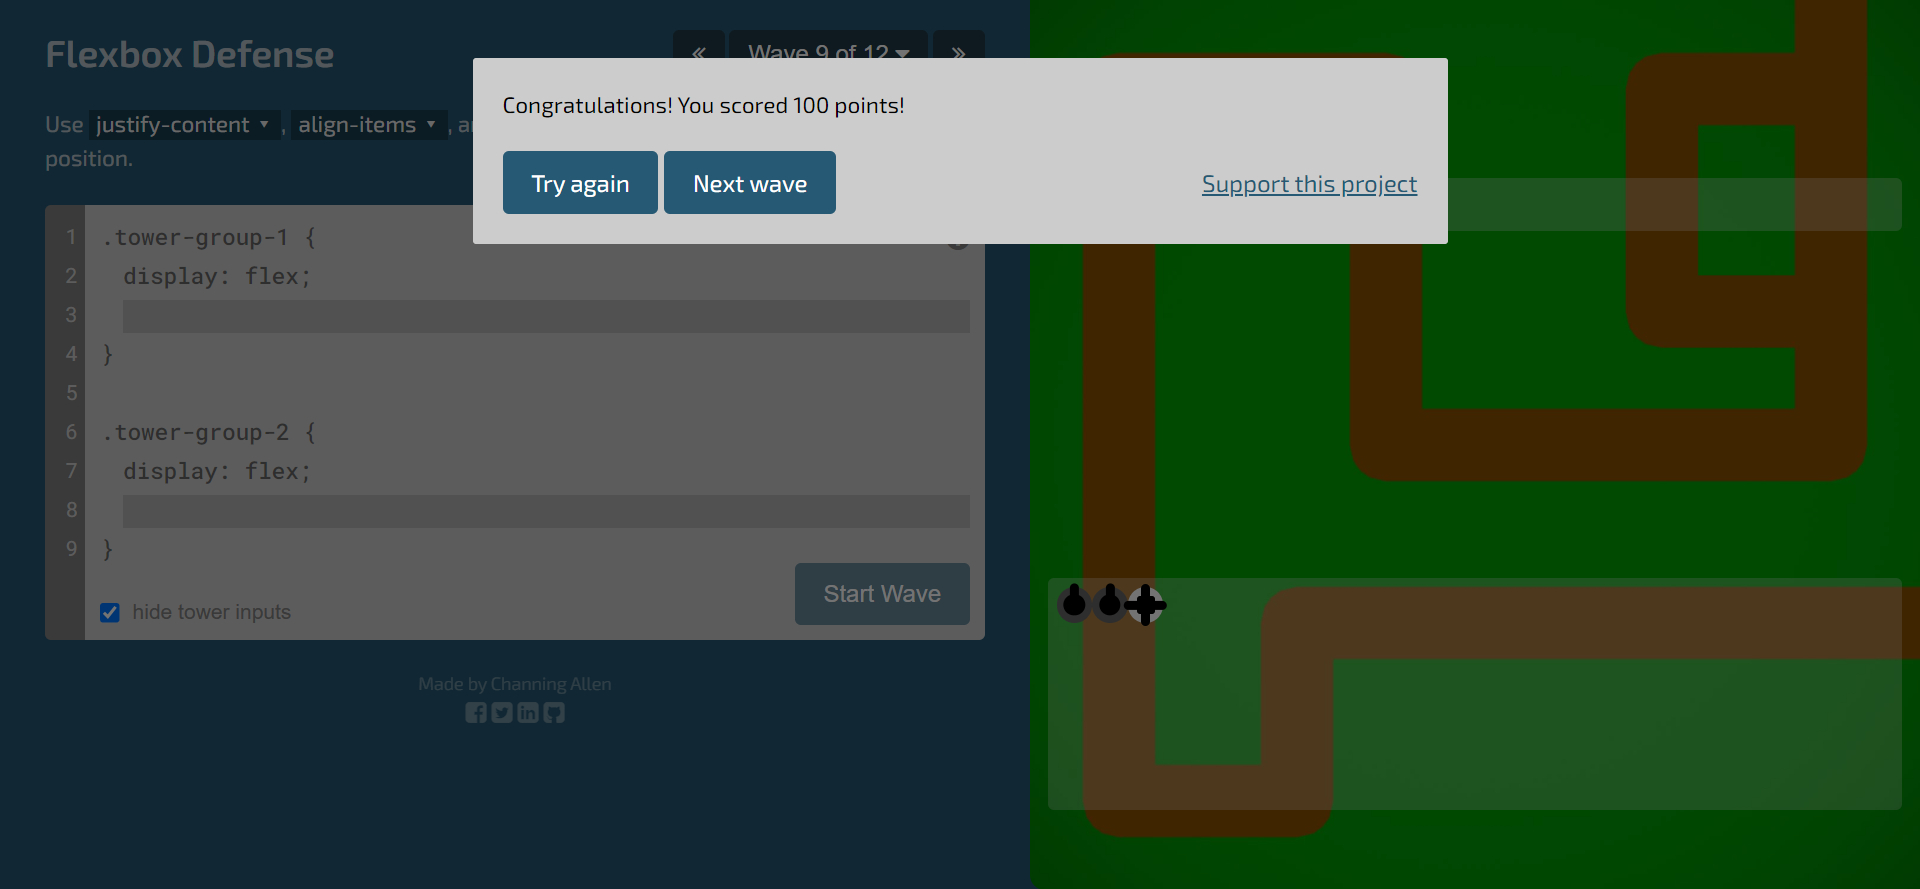 Flexbox Defense
« Wave 9 of 12 »
Congratulations! You scored 100 points!
Use justify-content, align-items, a
position.
Try again Next wave Support this project
1 .tower-group-1 {
2 display: flex;
3
4 }
5
6 .tower-group-2 {
7 display: flex;
8
9 }
hide tower inputs Start Wave
Made by Channing Allen